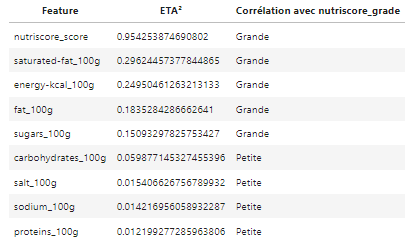 Feature ETA² Corrélation avec nutriscore_grade
nutriscore_score 0.954253874690802 Grande
saturated-fat_100g 0.29624457377844865 Grande
energy-kcal_100g 0.24950461263213133 Grande
fat_100g 0.1835284286662641 Grande
sugars_100g 0.15093297825753427 Grande
carbohydrates_100g 0.059877145327455396 Petite
salt_100g 0.015406626756789932 Petite
sodium_100g 0.014216956058932287 Petite
proteins_100g 0.012199277285963806 Petite